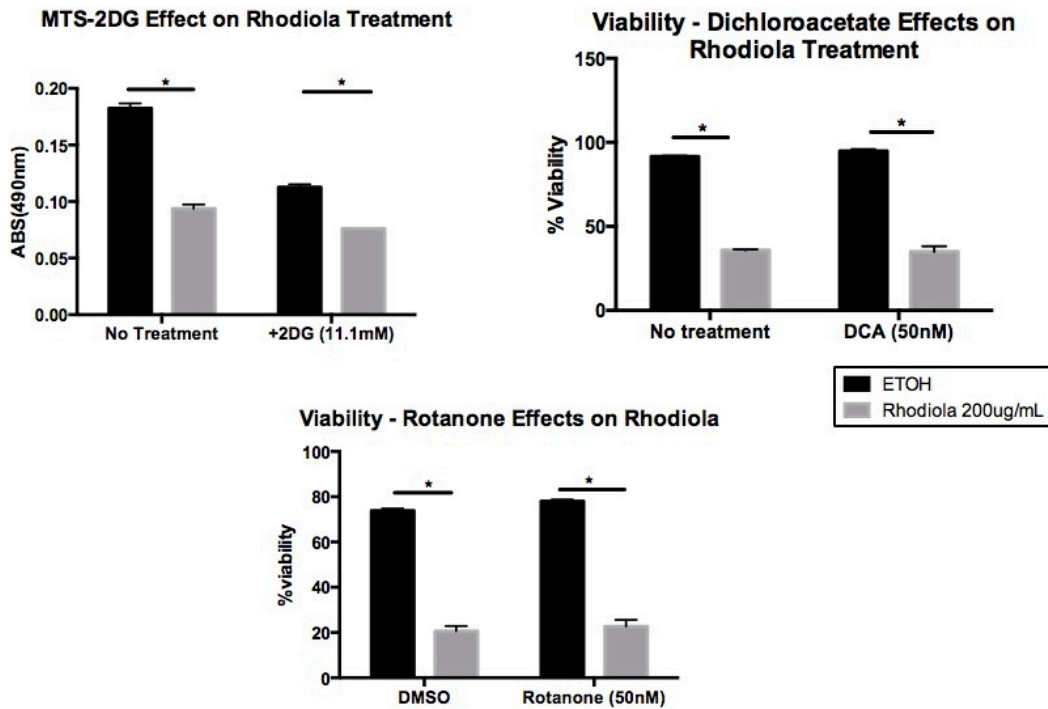 MTS-2DG Effect on Rhodiola Treatment
ABS(490nm)
0.20
0.15
0.10
0.05
0.00
*
*
No Treatment
+2DG (11.1mM)
Viability - Dichloroacetate Effects on
Rhodiola Treatment
% Viability
150
100
50
0
*
*
No treatment
DCA (50nM)
ETOH
Rhodiola 200ug/mL
Viability - Rotanone Effects on Rhodiola
%viability
100
80
60
40
20
0
*
*
DMSO
Rotanone (50nM)